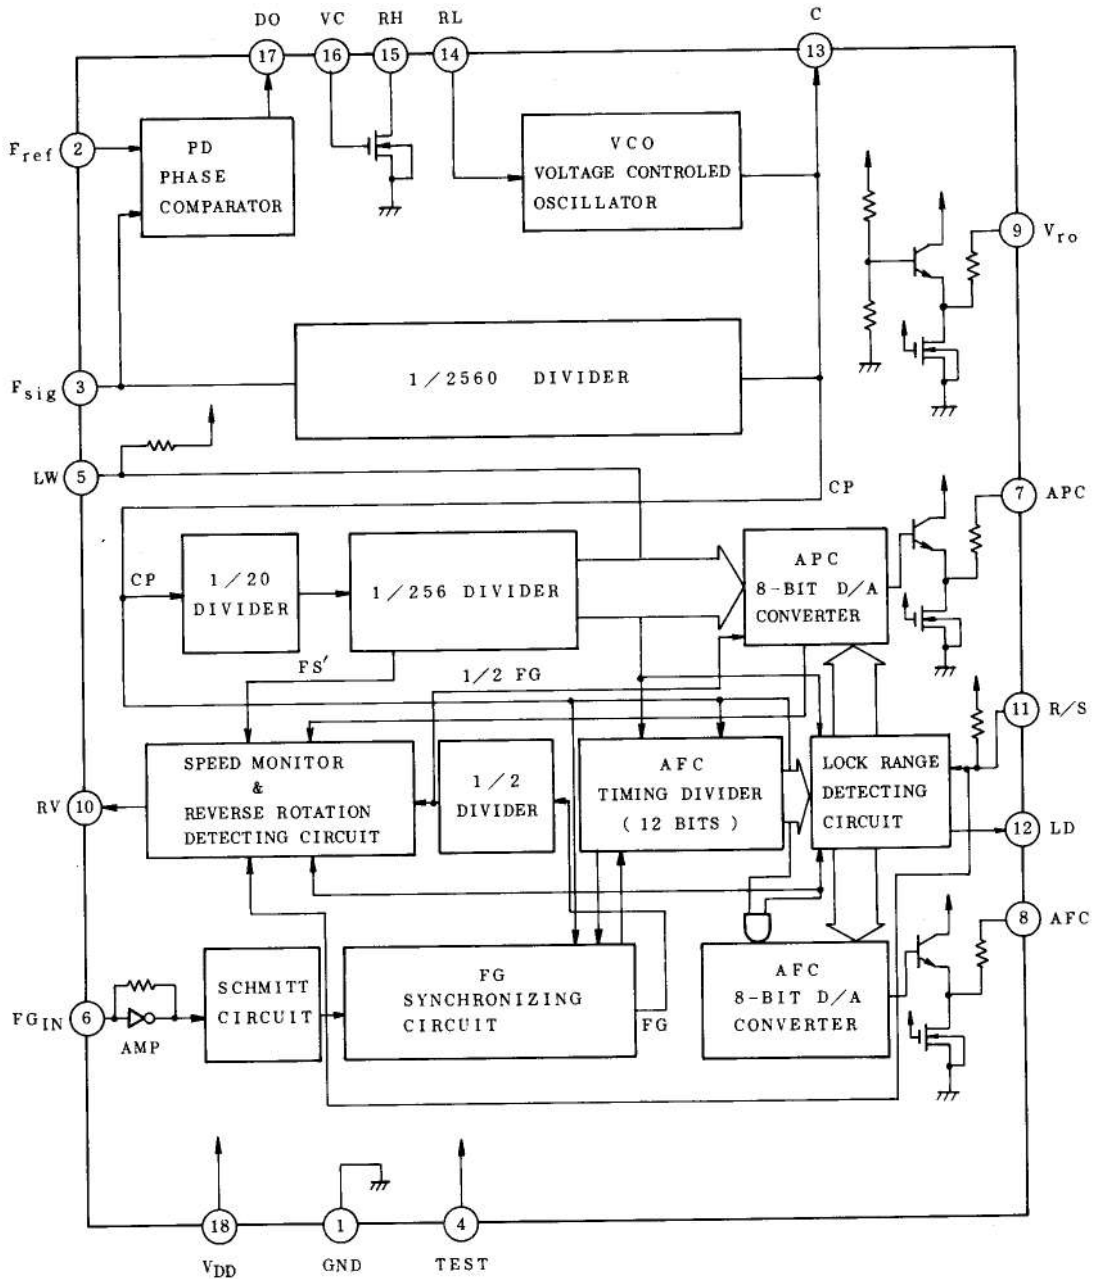 DO VC RH RL C
17 16 15 14 13
Fref 2
PD
PHASE
COMPARATOR
VCO
VOLTAGE CONTROLED
OSCILLATOR
9 Vro
Fsig 3
1/2560 DIVIDER
LW 5
CP
7 APC
CP
1/20
DIVIDER
1/256 DIVIDER
APC
8-BIT D/A
CONVERTER
FS′
1/2 FG
11 R/S
RV 10
SPEED MONITOR
&
REVERSE ROTATION
DETECTING CIRCUIT
1/2
DIVIDER
AFC
TIMING DIVIDER
(12 BITS)
LOCK RANGE
DETECTING
CIRCUIT
12 LD
8 AFC
FGIN 6
AMP
SCHMITT
CIRCUIT
FG
SYNCHRONIZING
CIRCUIT
FG
AFC
8-BIT D/A
CONVERTER
18 1 4
VDD GND TEST